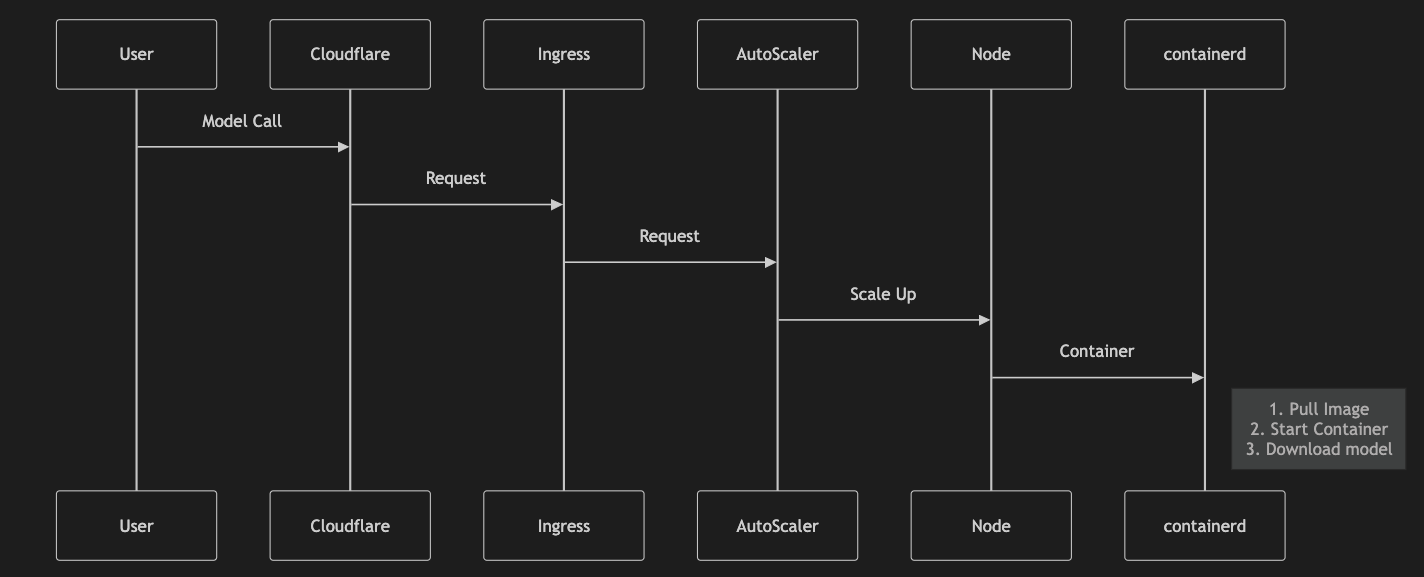 User
Cloudflare
Ingress
AutoScaler
Node
containerd
Model Call
Request
Request
Scale Up
Container
1. Pull Image
2. Start Container
3. Download model
User
Cloudflare
Ingress
AutoScaler
Node
containerd